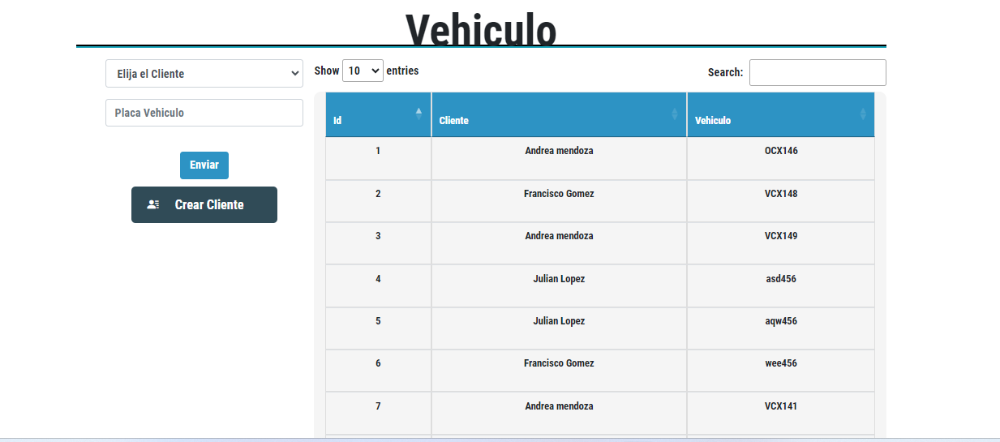 Vehiculo
Elija el Cliente
Placa Vehiculo
Enviar
Crear Cliente
Show 10 entries
Search:
Id Cliente Vehiculo
1 Andrea mendoza OCX146
2 Francisco Gomez VCX148
3 Andrea mendoza VCX149
4 Julian Lopez asd456
5 Julian Lopez aqw456
6 Francisco Gomez wee456
7 Andrea mendoza VCX141